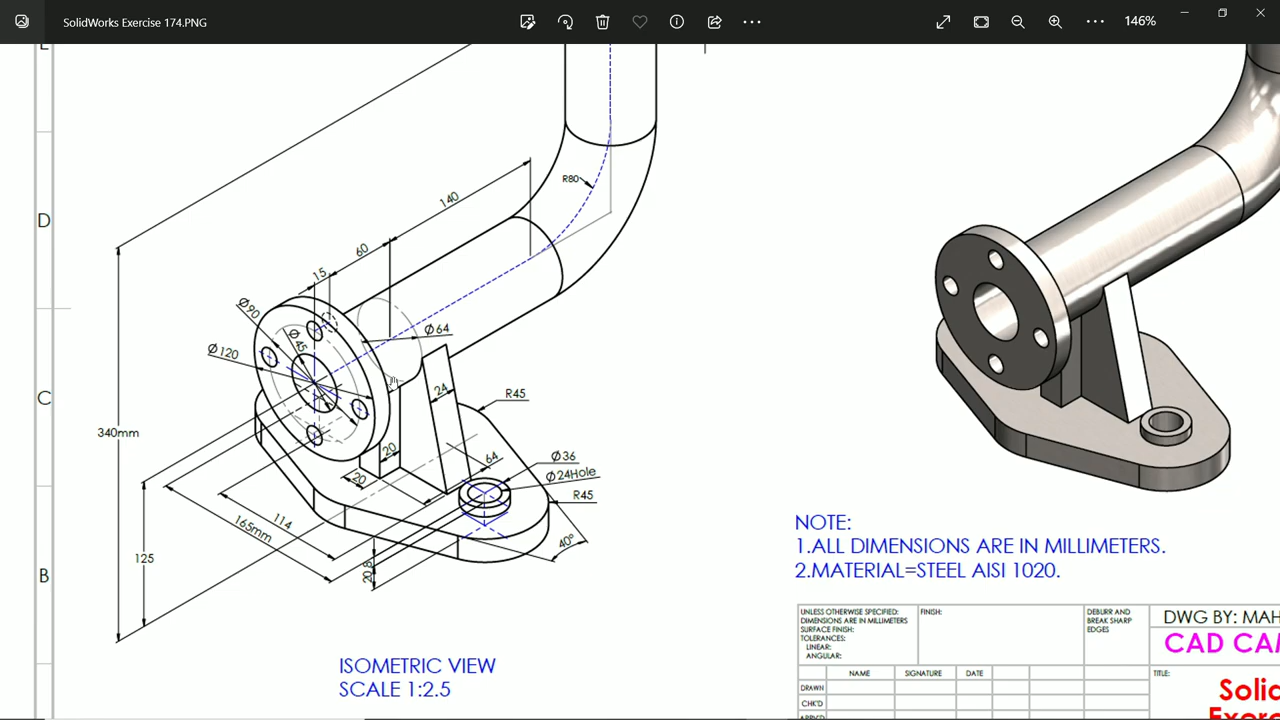 SolidWorks Exercise 174.PNG
146%
E
D
C
B
R80
140
60
15
Ø90
Ø45
Ø120
Ø64
24
R45
340mm
20
64
Ø36
Ø24Hole
20
R45
114
165mm
40°
125
20
8
ISOMETRIC VIEW
SCALE 1:2.5
NOTE:
1.ALL DIMENSIONS ARE IN MILLIMETERS.
2.MATERIAL=STEEL AISI 1020.
UNLESS OTHERWISE SPECIFIED:
DIMENSIONS ARE IN MILLIMETERS
SURFACE FINISH:
TOLERANCES:
LINEAR:
ANGULAR:
FINISH:
DEBURR AND
BREAK SHARP
EDGES
DWG BY: MAH
CAD CAM
NAME
SIGNATURE
DATE
TITLE:
DRAWN
CHK'D
Solid